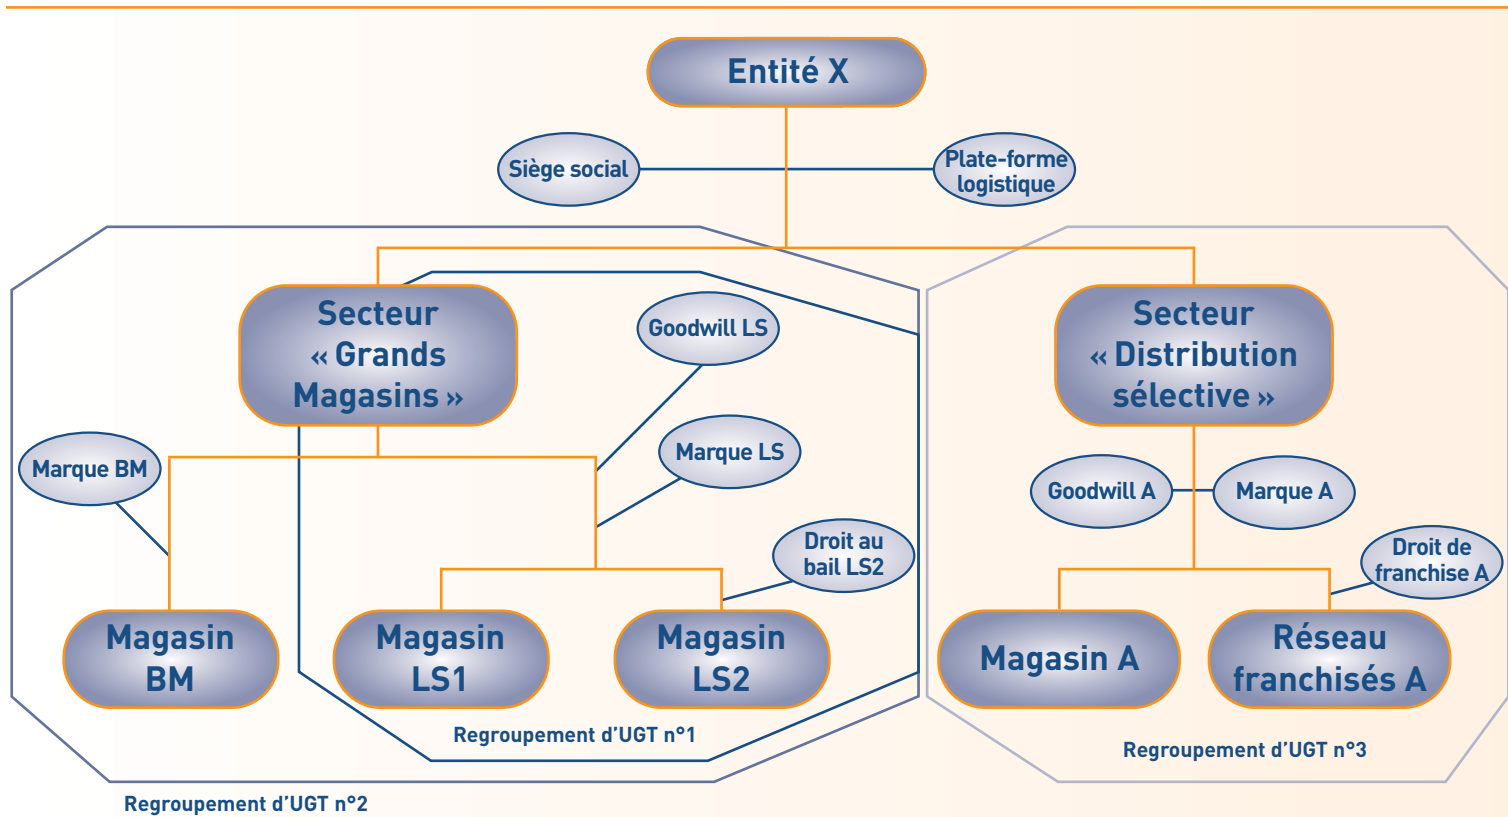 Entité X
Siège social
Plate-forme
logistique
Secteur
« Grands
Magasins »
Goodwill LS
Marque LS
Marque BM
Droit au
bail LS2
Magasin
BM
Magasin
LS1
Magasin
LS2
Regroupement d’UGT n°1
Regroupement d’UGT n°2
Secteur
« Distribution
sélective »
Goodwill A
Marque A
Droit de
franchise A
Magasin A
Réseau
franchisés A
Regroupement d’UGT n°3